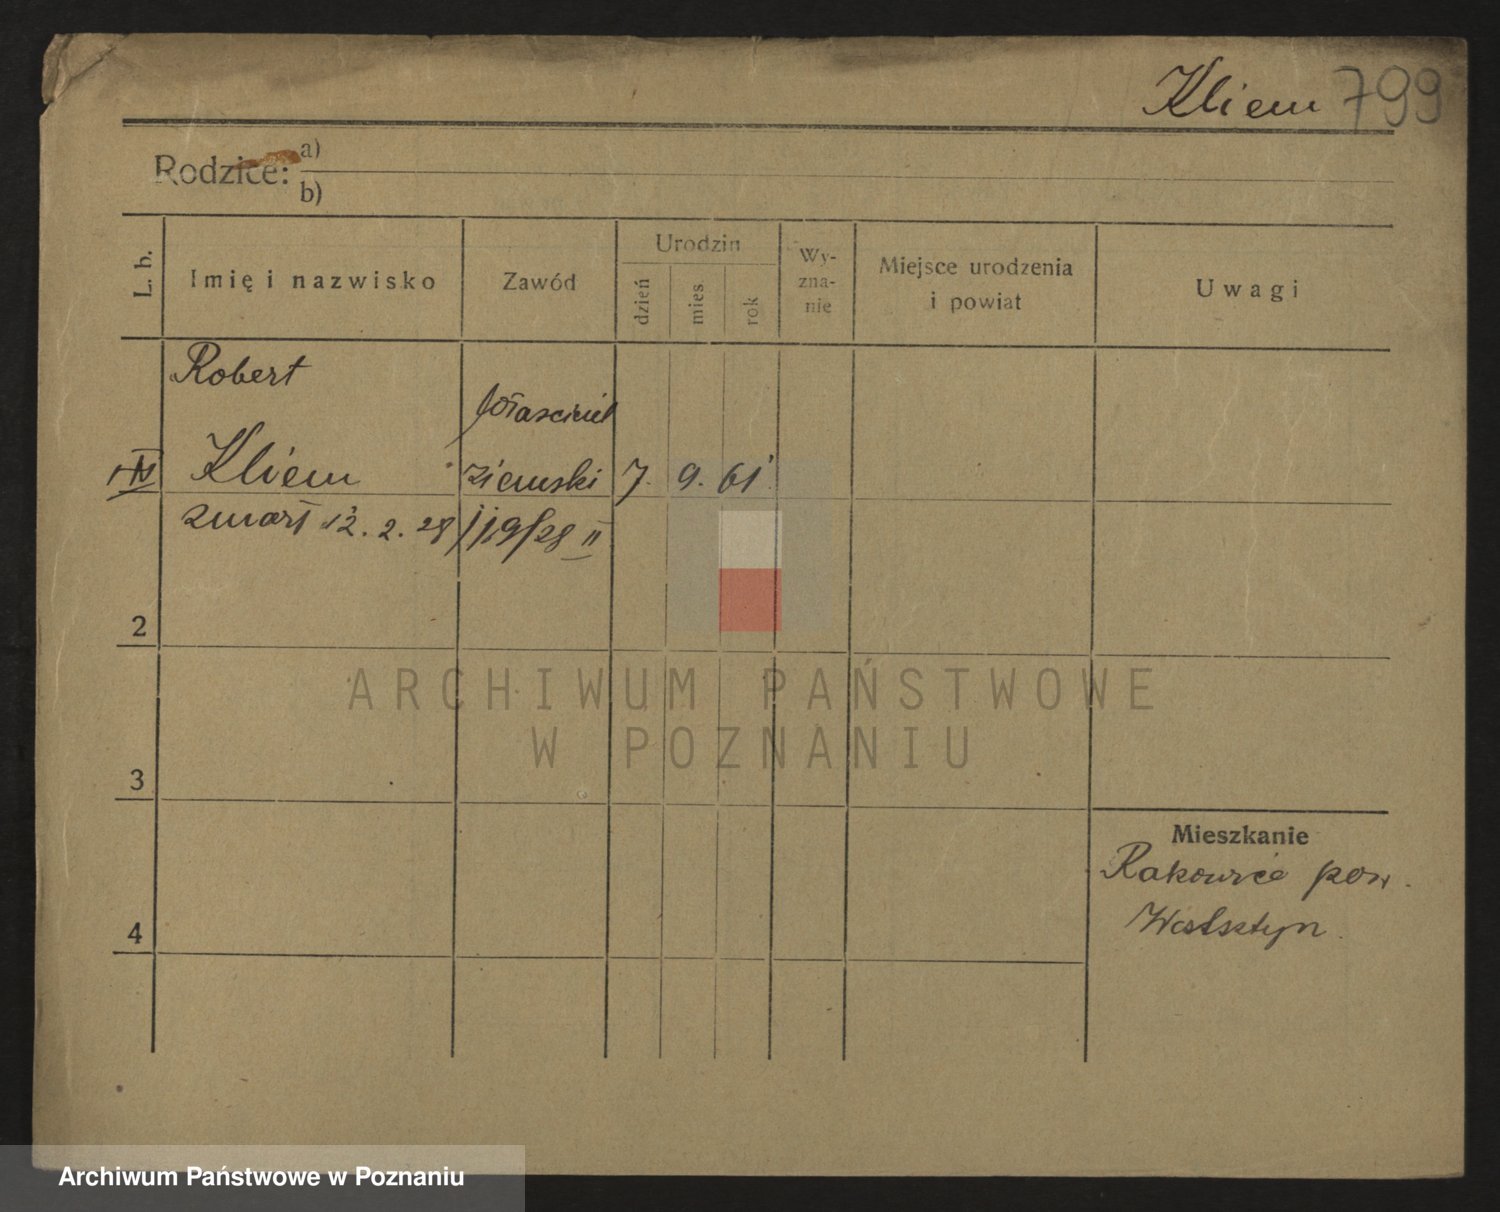 Kliem 799
Rodzice: a)
b)
L. b.
Imię i nazwisko
Zawód
Urodzin
dzień
mies.
rok
Wy-
zna-
nie
Miejsce urodzenia
i powiat
Uwagi
Robert
Kliem
właściciel
ziemski
7. 9. 61
zmarł 12. 2. 28
2
3
4
Mieszkanie
Rakowice pow.
Wolsztyn
ARCHIWUM PAŃSTWOWE
W POZNANIU
Archiwum Państwowe w Poznaniu